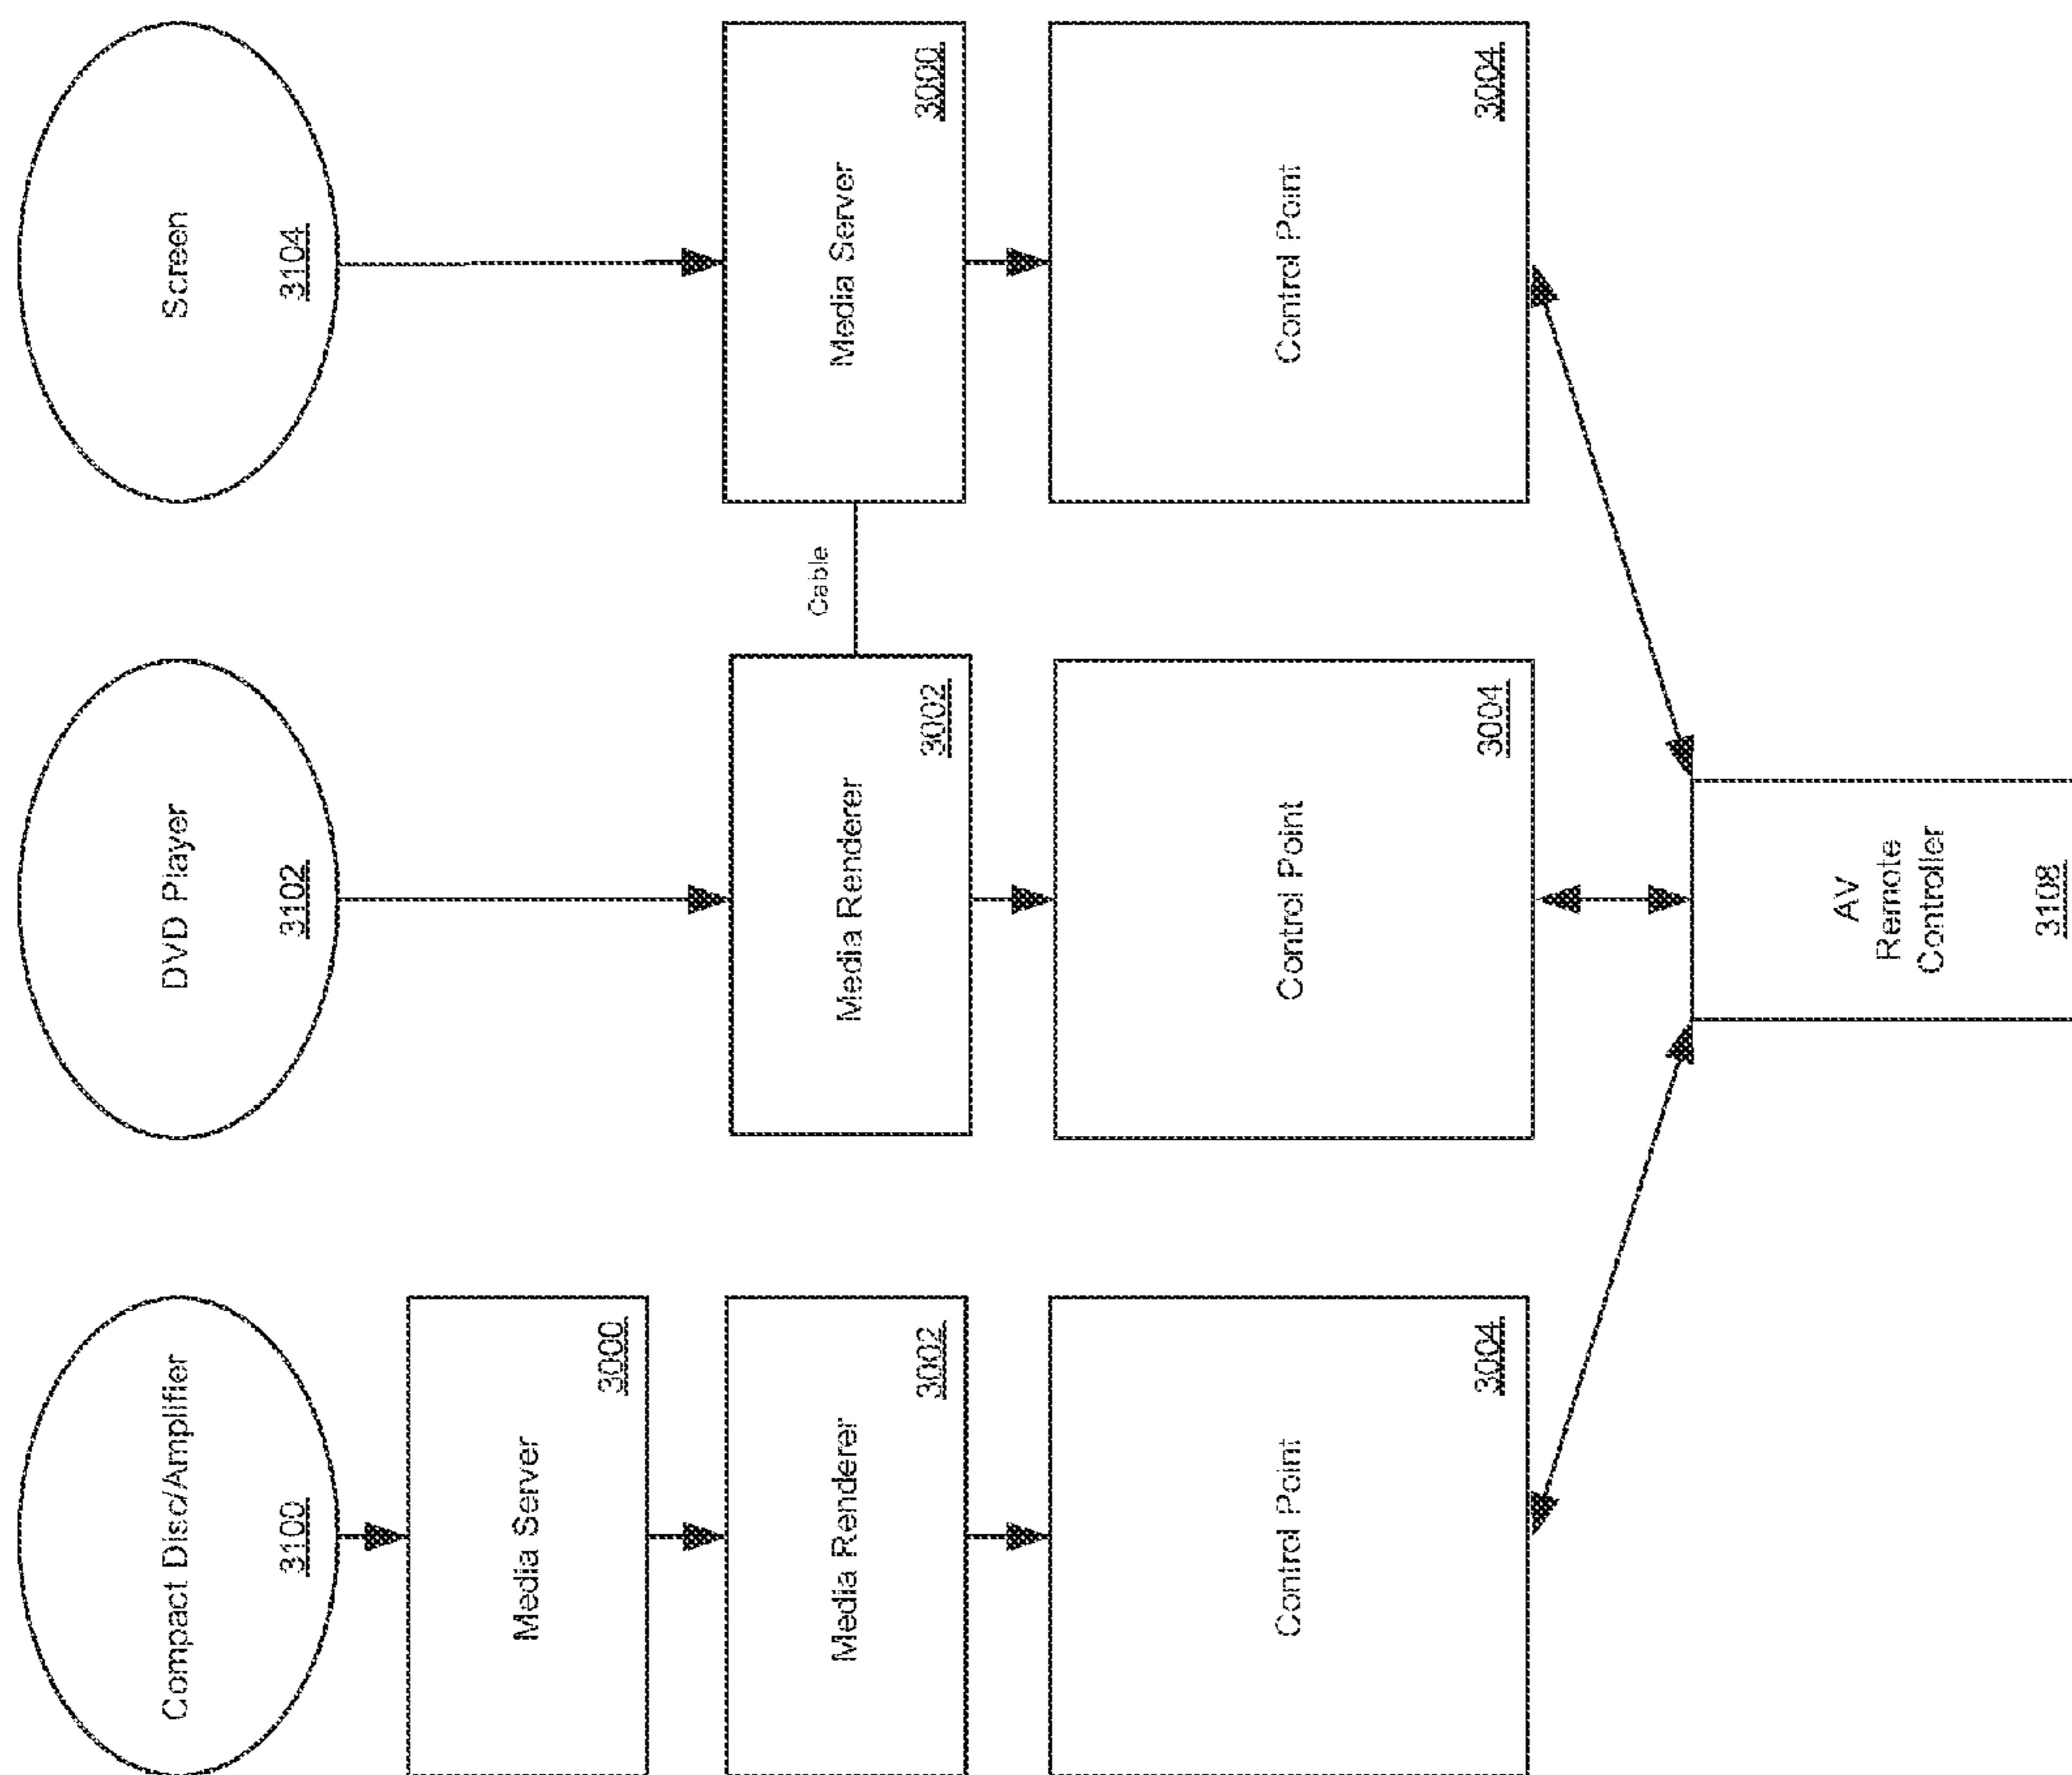 Compact Disc/Amplifier
3100
Media Server
3000
Media Renderer
3002
Control Point
3004
DVD Player
3102
Media Renderer
3002
Control Point
3004
Cable
Screen
3104
Media Server
3000
Control Point
3004
AV
Remote
Controller
3108